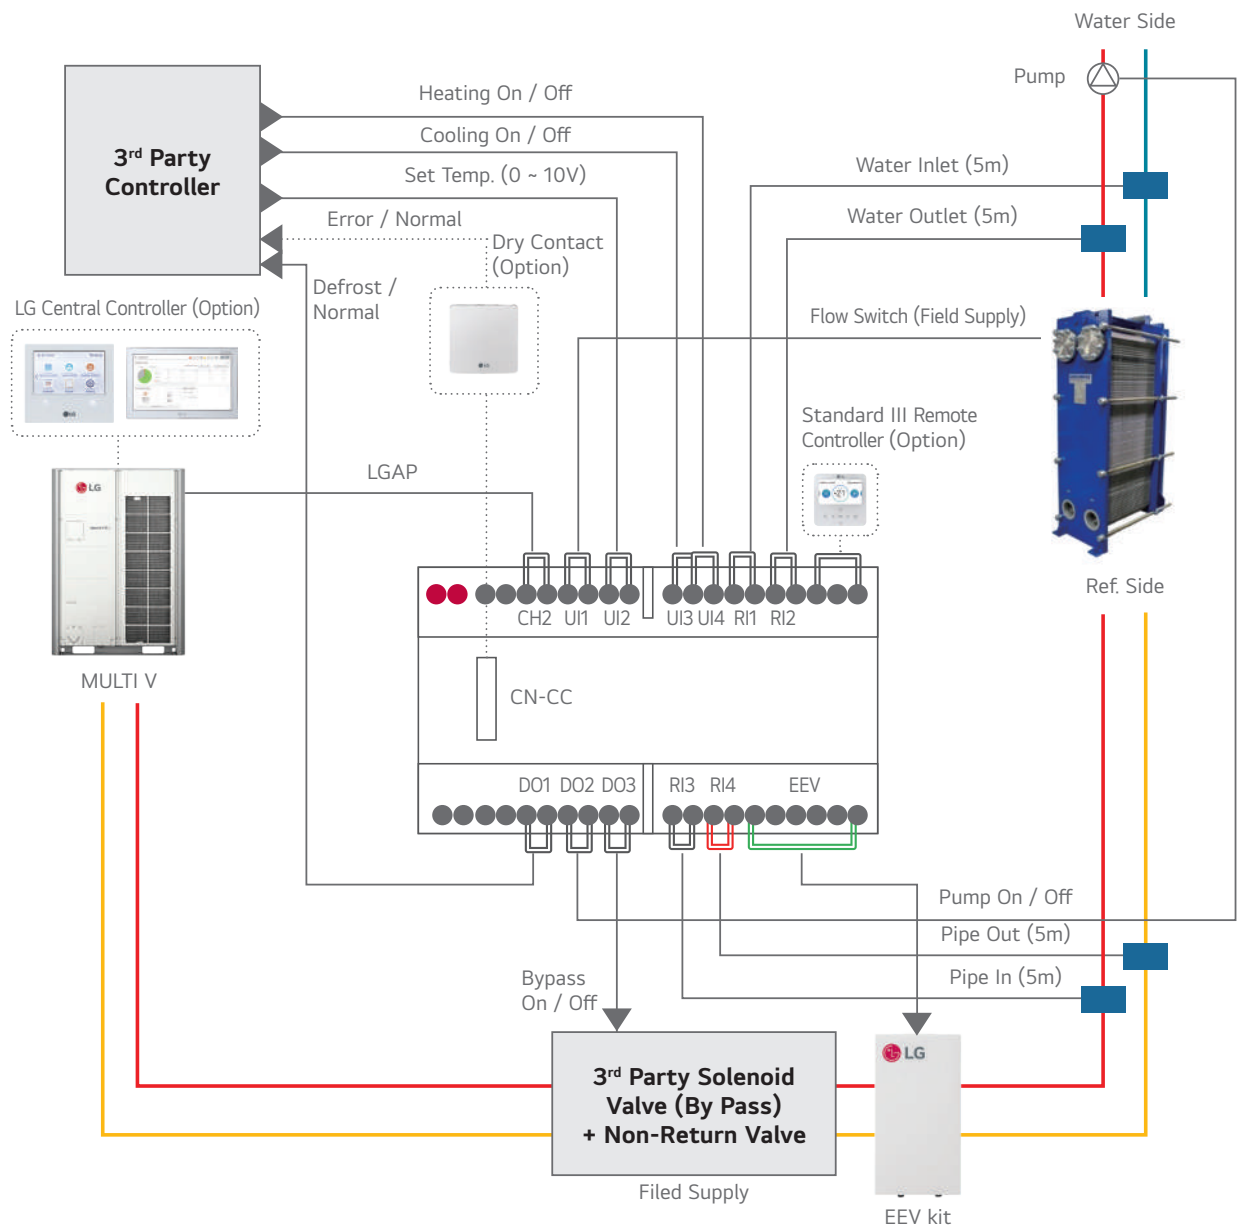 Water Side
Pump
Heating On / Off
3rd Party
Controller
Cooling On / Off
Water Inlet (5m)
Set Temp. (0 ~ 10V)
Error / Normal
Water Outlet (5m)
Dry Contact
(Option)
Defrost /
Normal
LG Central Controller (Option)
Flow Switch (Field Supply)
LG
LG
Standard III Remote
Controller (Option)
LGAP
LG
Ref. Side
CH2 UI1 UI2 UI3 UI4 RI1 RI2
MULTI V
CN-CC
DO1 DO2 DO3 RI3 RI4 EEV
Pump On / Off
Pipe Out (5m)
Bypass
On / Off
Pipe In (5m)
LG
3rd Party Solenoid
Valve (By Pass)
+ Non-Return Valve
Filed Supply
EEV kit